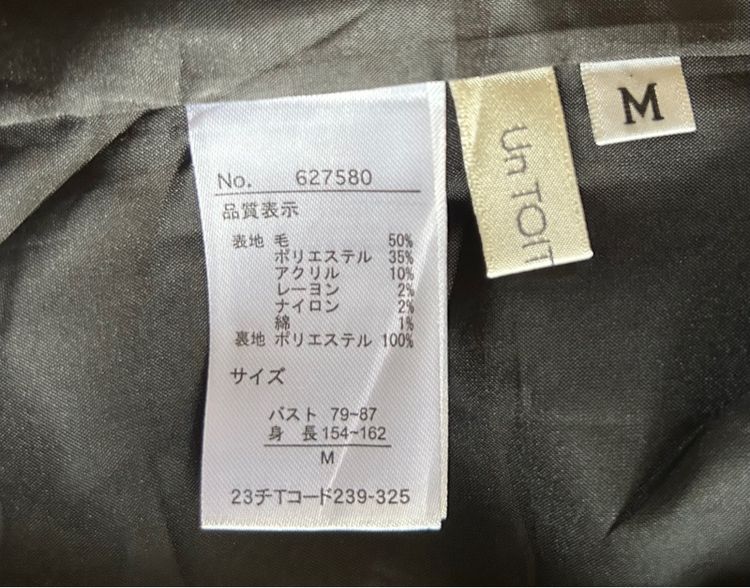 No. 627580
品質表示
表地 毛 50%
ポリエステル 35%
アクリル 10%
レーヨン 2%
ナイロン 2%
綿 1%
裏地 ポリエステル 100%
サイズ
バスト 79~87
身 長 154~162
M
23チTコード239-325
Un TOIT
M